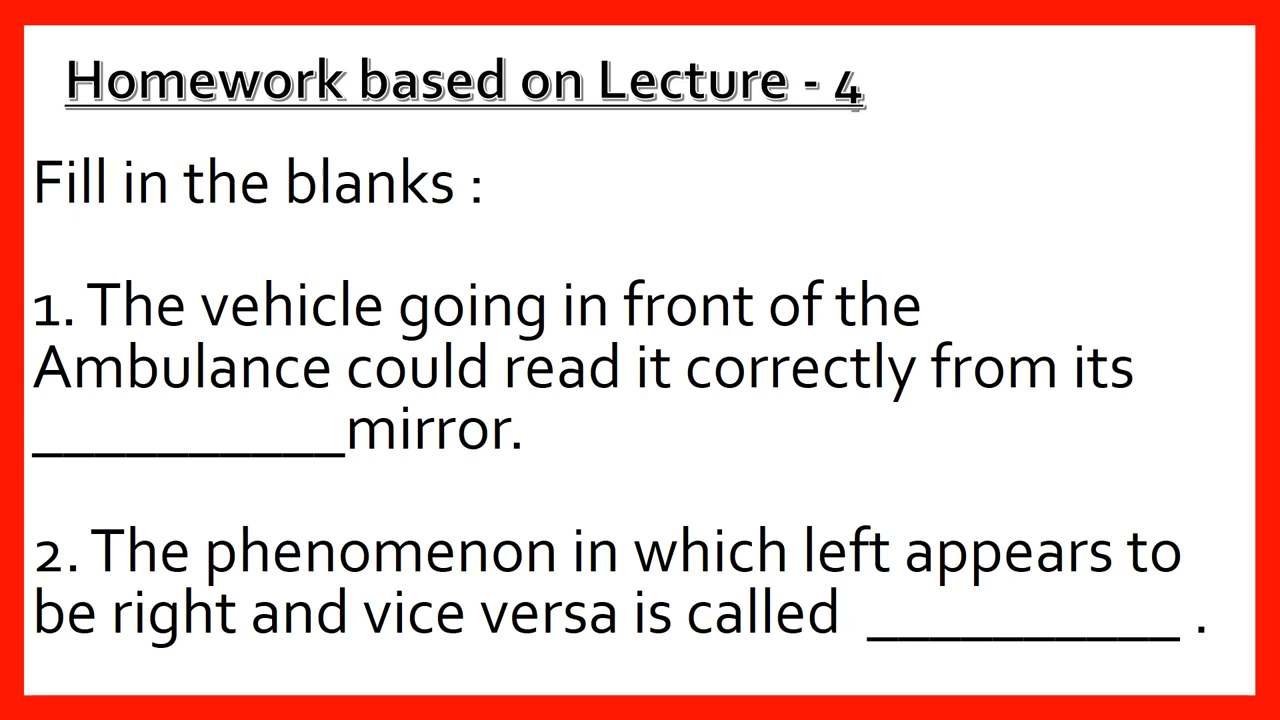 Homework based on Lecture - 4
Fill in the blanks :
1. The vehicle going in front of the
Ambulance could read it correctly from its
__________mirror.
2. The phenomenon in which left appears to
be right and vice versa is called __________ .